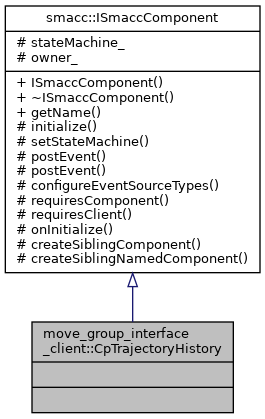 smacc::ISmaccComponent
# stateMachine_
# owner_
+ ISmaccComponent()
+ ~ISmaccComponent()
+ getName()
# initialize()
# setStateMachine()
# postEvent()
# postEvent()
# configureEventSourceTypes()
# requiresComponent()
# requiresClient()
# onInitialize()
# createSiblingComponent()
# createSiblingNamedComponent()
move_group_interface
_client::CpTrajectoryHistory